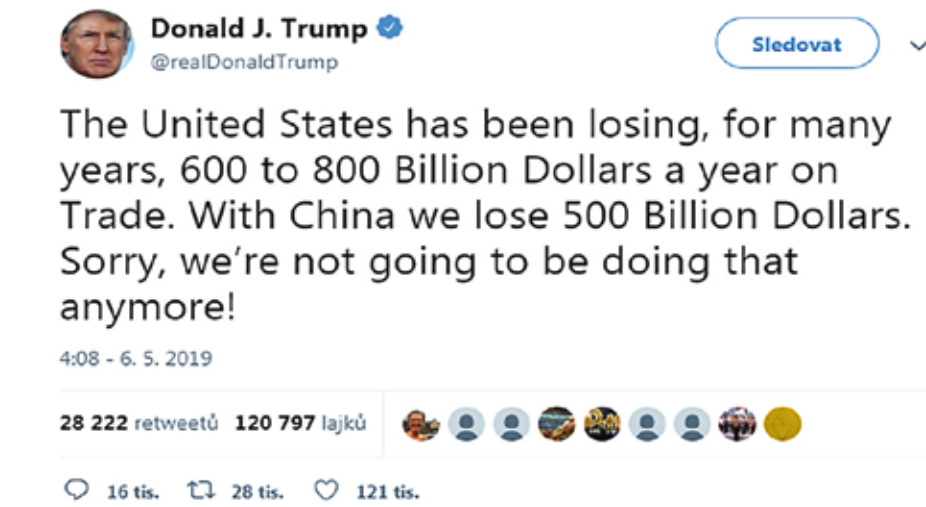 Donald J. Trump
@realDonaldTrump
Sledovat
The United States has been losing, for many
years, 600 to 800 Billion Dollars a year on
Trade. With China we lose 500 Billion Dollars.
Sorry, we're not going to be doing that
anymore!
4:08 - 6. 5. 2019
28 222 retweetů 120 797 lajků
16 tis. 28 tis. 121 tis.